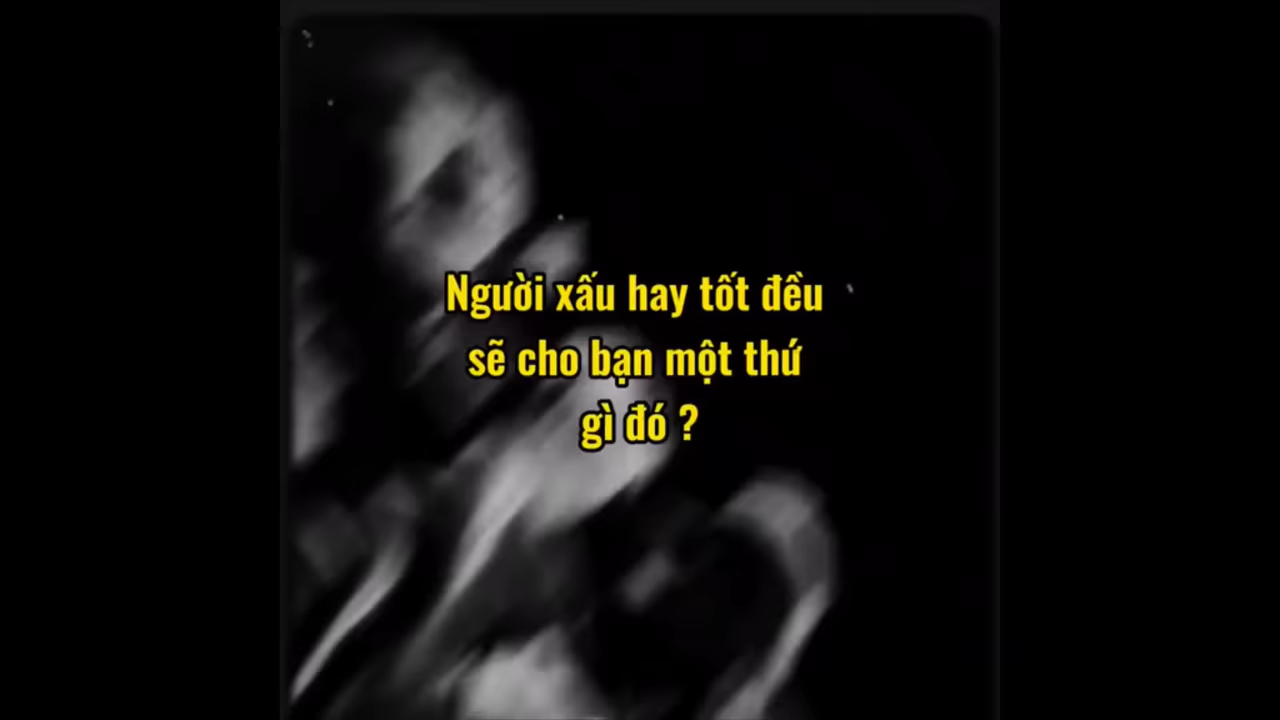 Người xấu hay tốt đều
sẽ cho bạn một thứ
gì đó ?